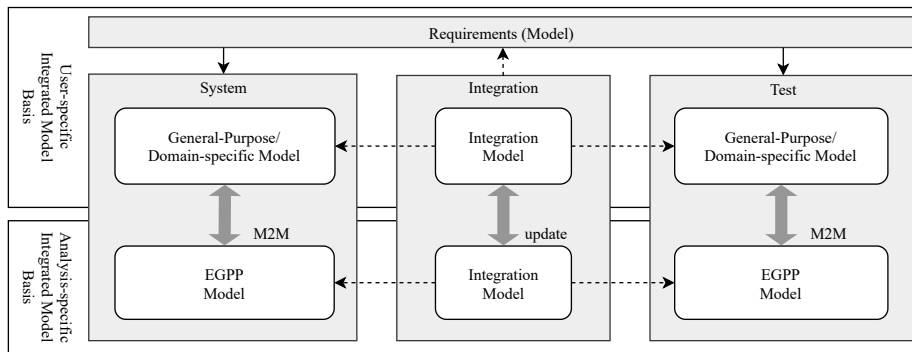 Requirements (Model)
User-specific
Integrated Model
Basis
System
Integration
Test
General-Purpose/
Domain-specific Model
Integration
Model
General-Purpose/
Domain-specific Model
M2M
update
M2M
Analysis-specific
Integrated Model
Basis
EGPP
Model
Integration
Model
EGPP
Model